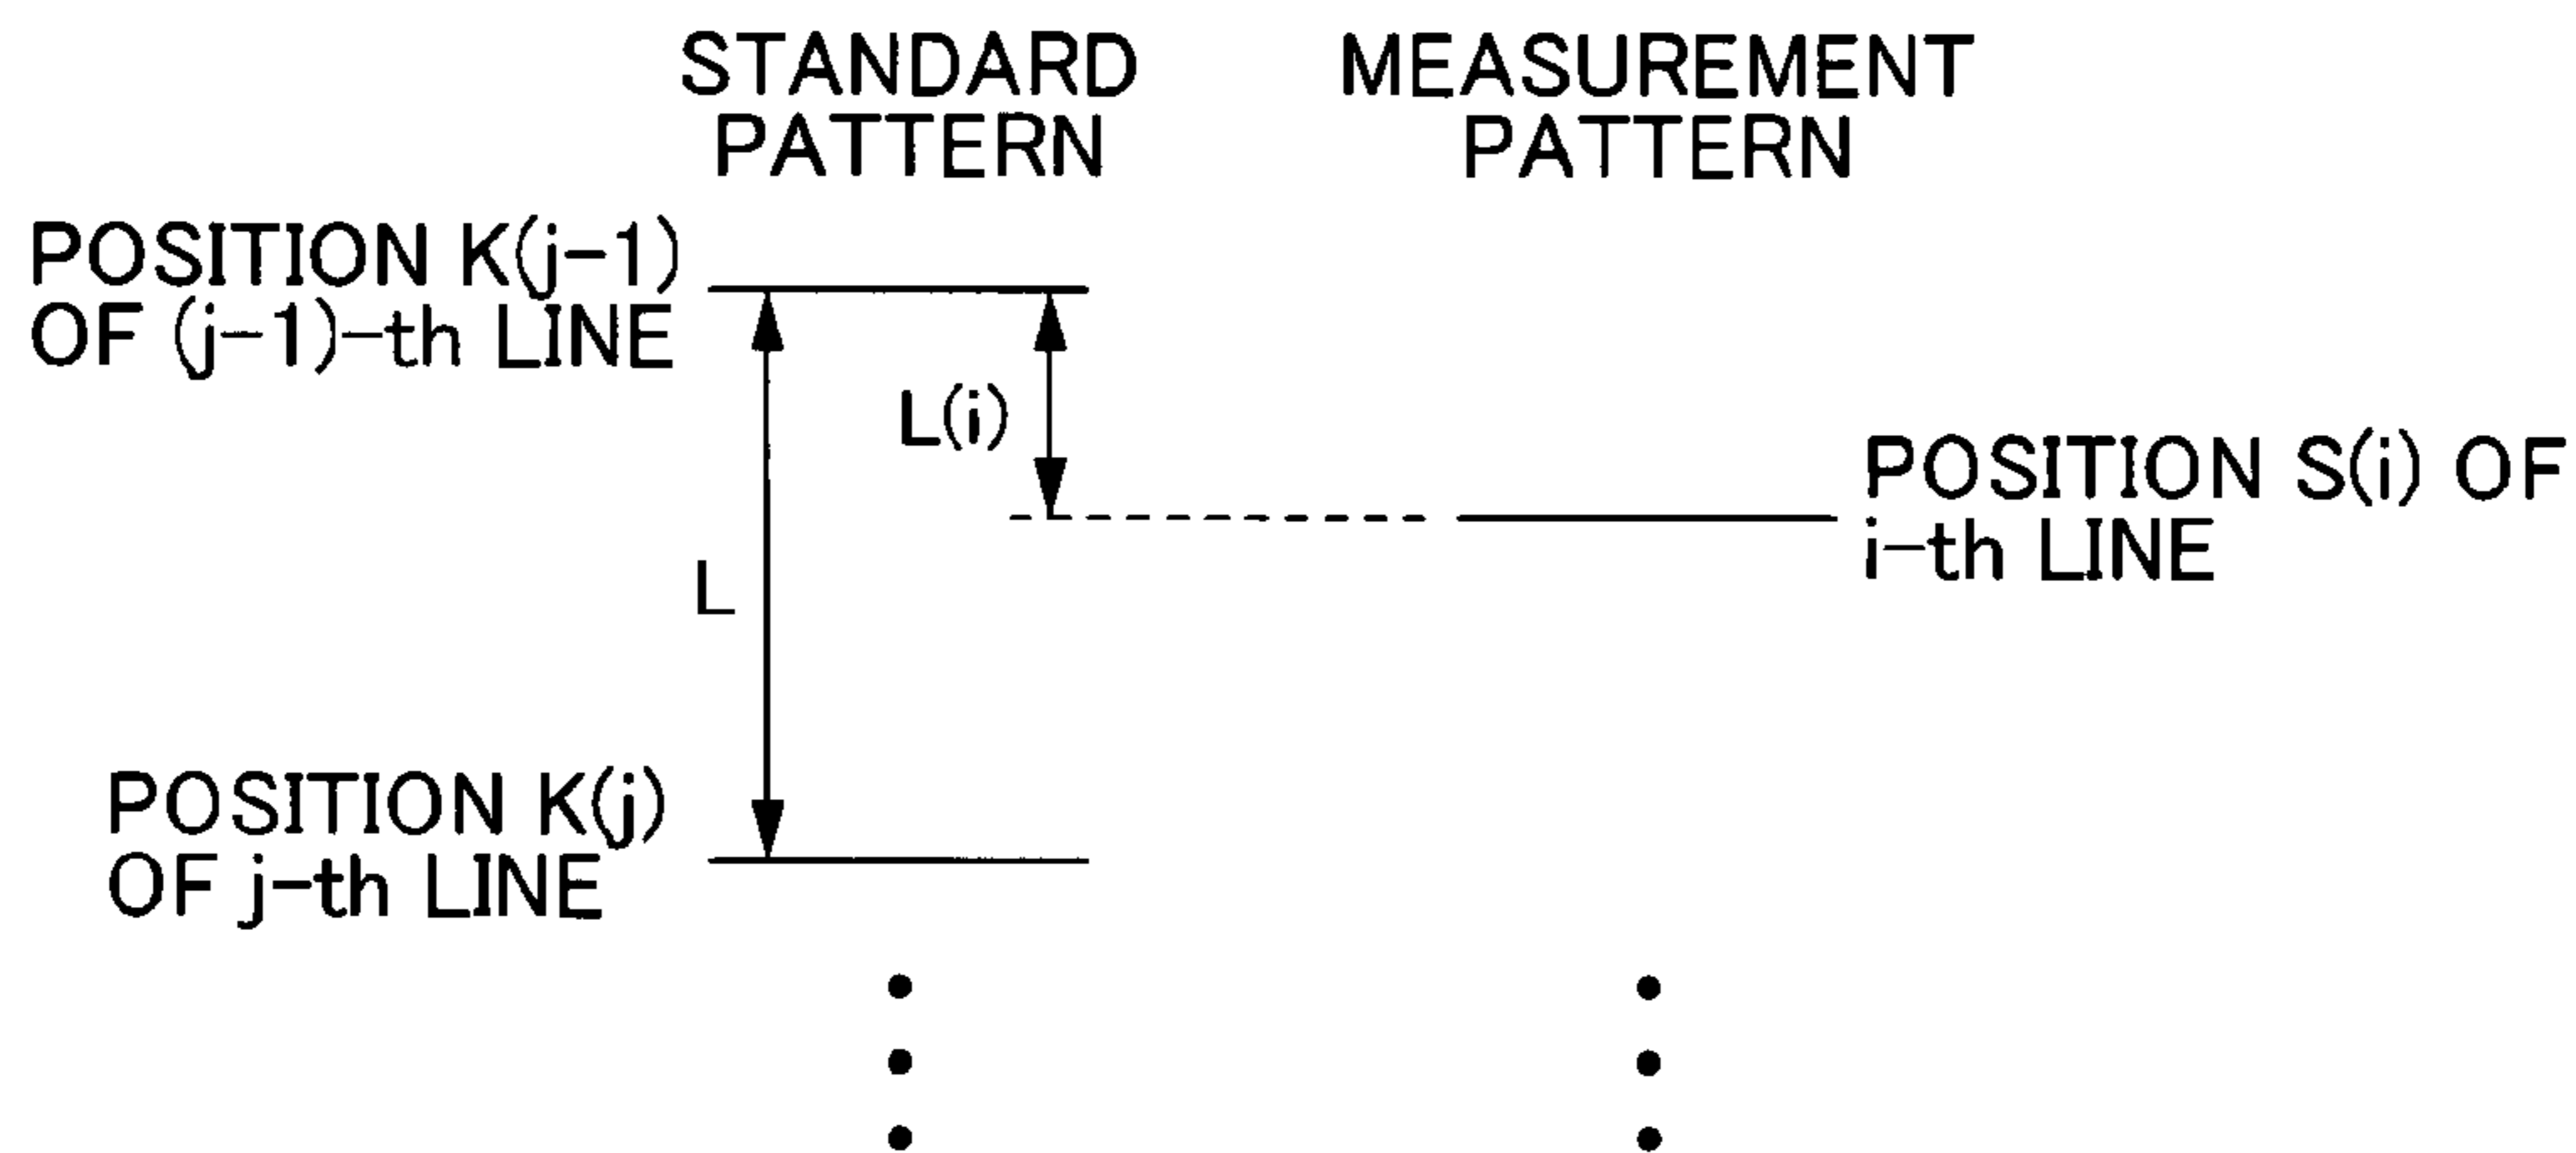 STANDARD
PATTERN
MEASUREMENT
PATTERN
POSITION K(j-1)
OF (j-1)-th LINE
L(i)
POSITION S(i) OF
i-th LINE
L
POSITION K(j)
OF j-th LINE